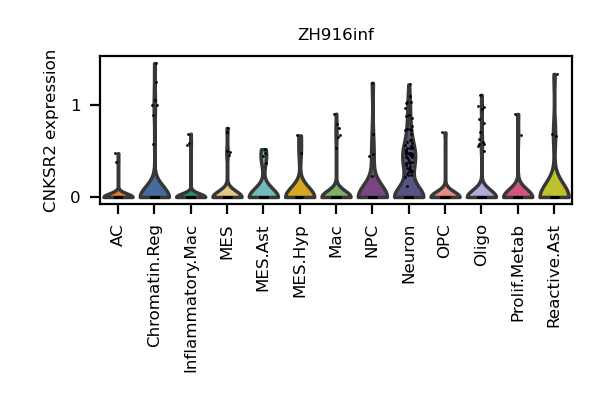 ZH916inf
CNKSR2 expression
1
0
AC
Chromatin.Reg
Inflammatory.Mac
MES
MES.Ast
MES.Hyp
Mac
NPC
Neuron
OPC
Oligo
Prolif.Metab
Reactive.Ast